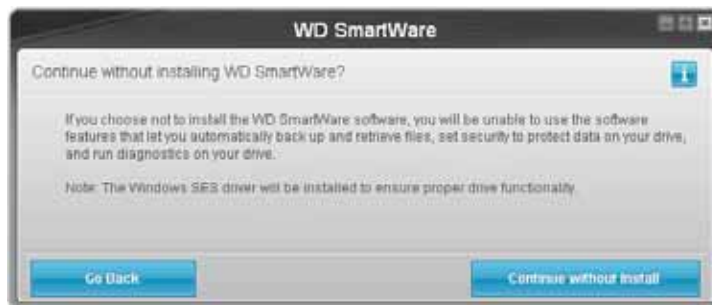 WD SmartWare
Continue without installing WD SmartWare?
If you choose not to install the WD SmartWare software, you will be unable to use the software
features that let you automatically back up and retrieve files, set security to protect data on your drive,
and run diagnostics on your drive.
Note: The Windows SES driver will be installed to ensure proper drive functionality.
Go Back
Continue without Install